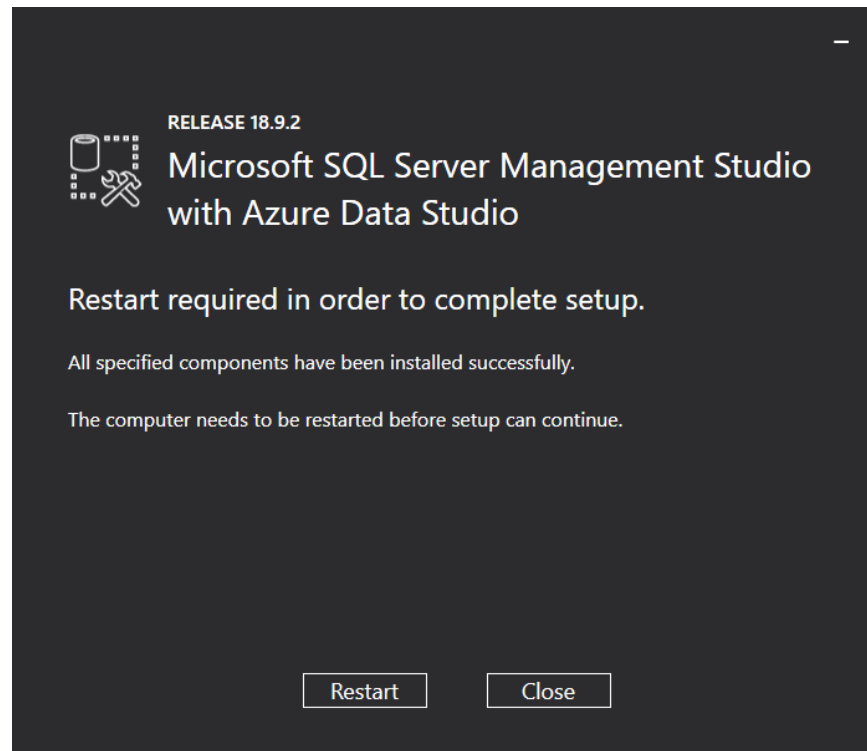 RELEASE 18.9.2
Microsoft SQL Server Management Studio
with Azure Data Studio
Restart required in order to complete setup.
All specified components have been installed successfully.
The computer needs to be restarted before setup can continue.
Restart
Close